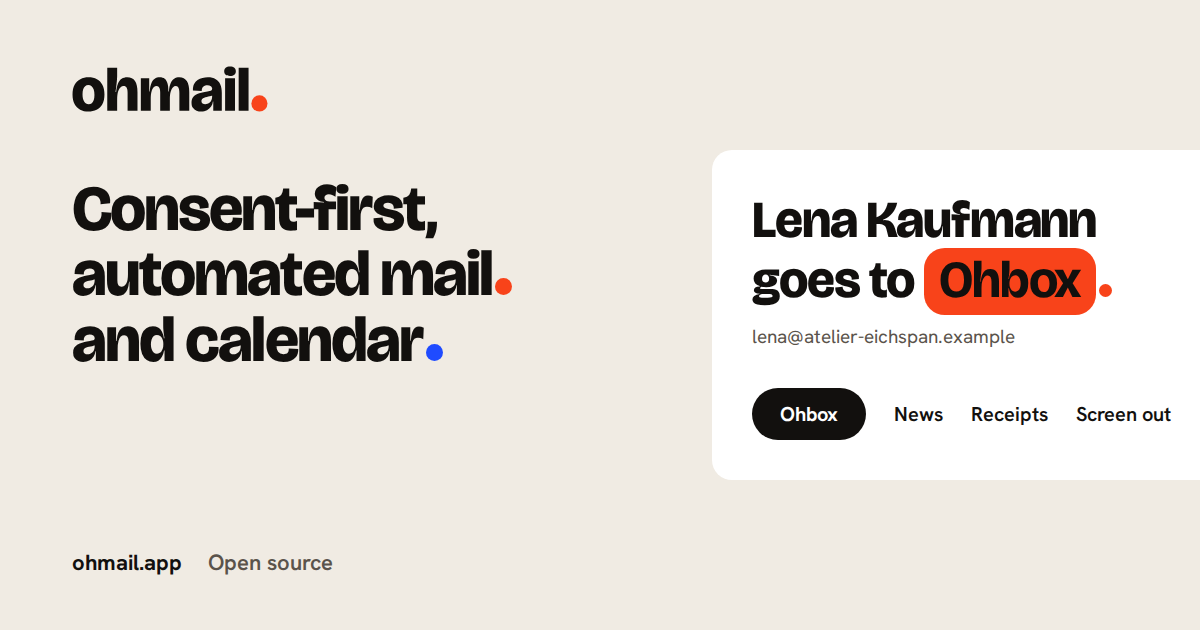 ohmail.
Consent-first,
automated mail.
and calendar.
ohmail.app Open source
Lena Kaufmann
goes to Ohbox.
lena@atelier-eichspan.example
Ohbox News Receipts Screen out